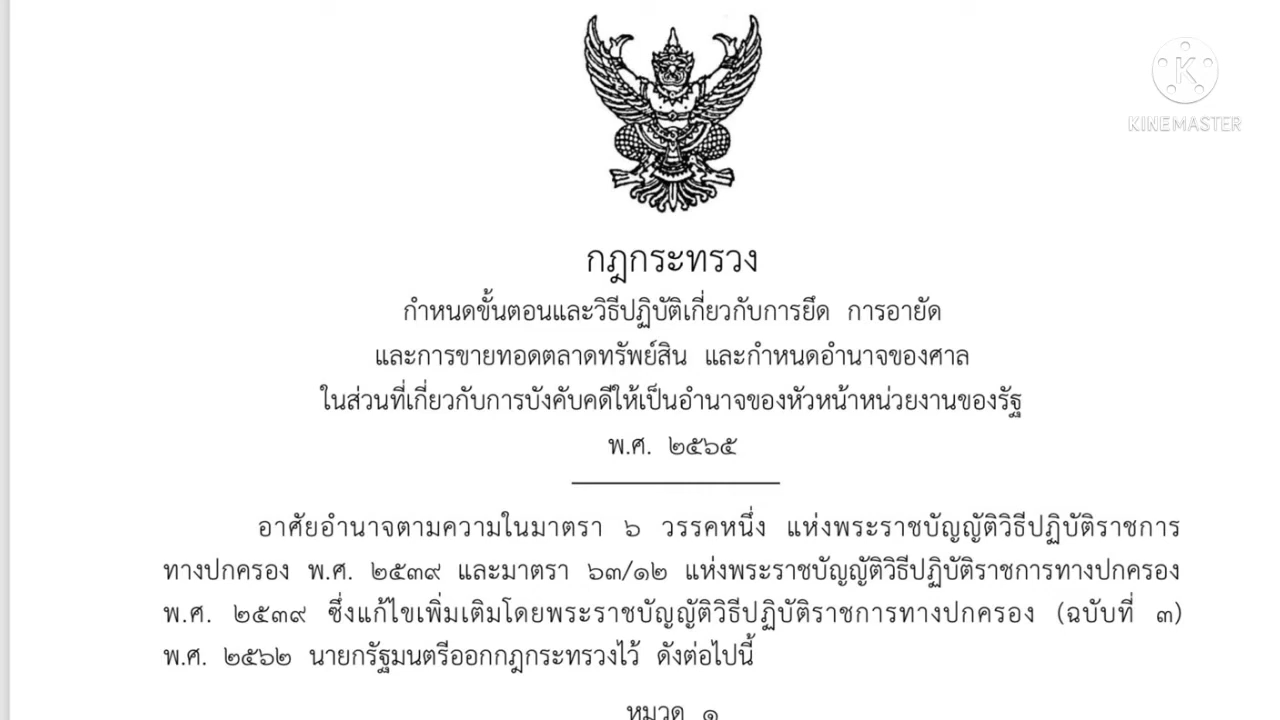 KINEMASTER
กฎกระทรวง
กำหนดขั้นตอนและวิธีปฏิบัติเกี่ยวกับการยึด การอายัด
และการขายทอดตลาดทรัพย์สิน และกำหนดอำนาจของศาล
ในส่วนที่เกี่ยวกับการบังคับคดีให้เป็นอำนาจของหัวหน้าหน่วยงานของรัฐ
พ.ศ. ๒๕๖๕
อาศัยอำนาจตามความในมาตรา ๖ วรรคหนึ่ง แห่งพระราชบัญญัติวิธีปฏิบัติราชการ
ทางปกครอง พ.ศ. ๒๕๓๙ และมาตรา ๖๓/๑๒ แห่งพระราชบัญญัติวิธีปฏิบัติราชการทางปกครอง
พ.ศ. ๒๕๓๙ ซึ่งแก้ไขเพิ่มเติมโดยพระราชบัญญัติวิธีปฏิบัติราชการทางปกครอง (ฉบับที่ ๓)
พ.ศ. ๒๕๖๒ นายกรัฐมนตรีออกกฎกระทรวงไว้ ดังต่อไปนี้
หมวด ๑